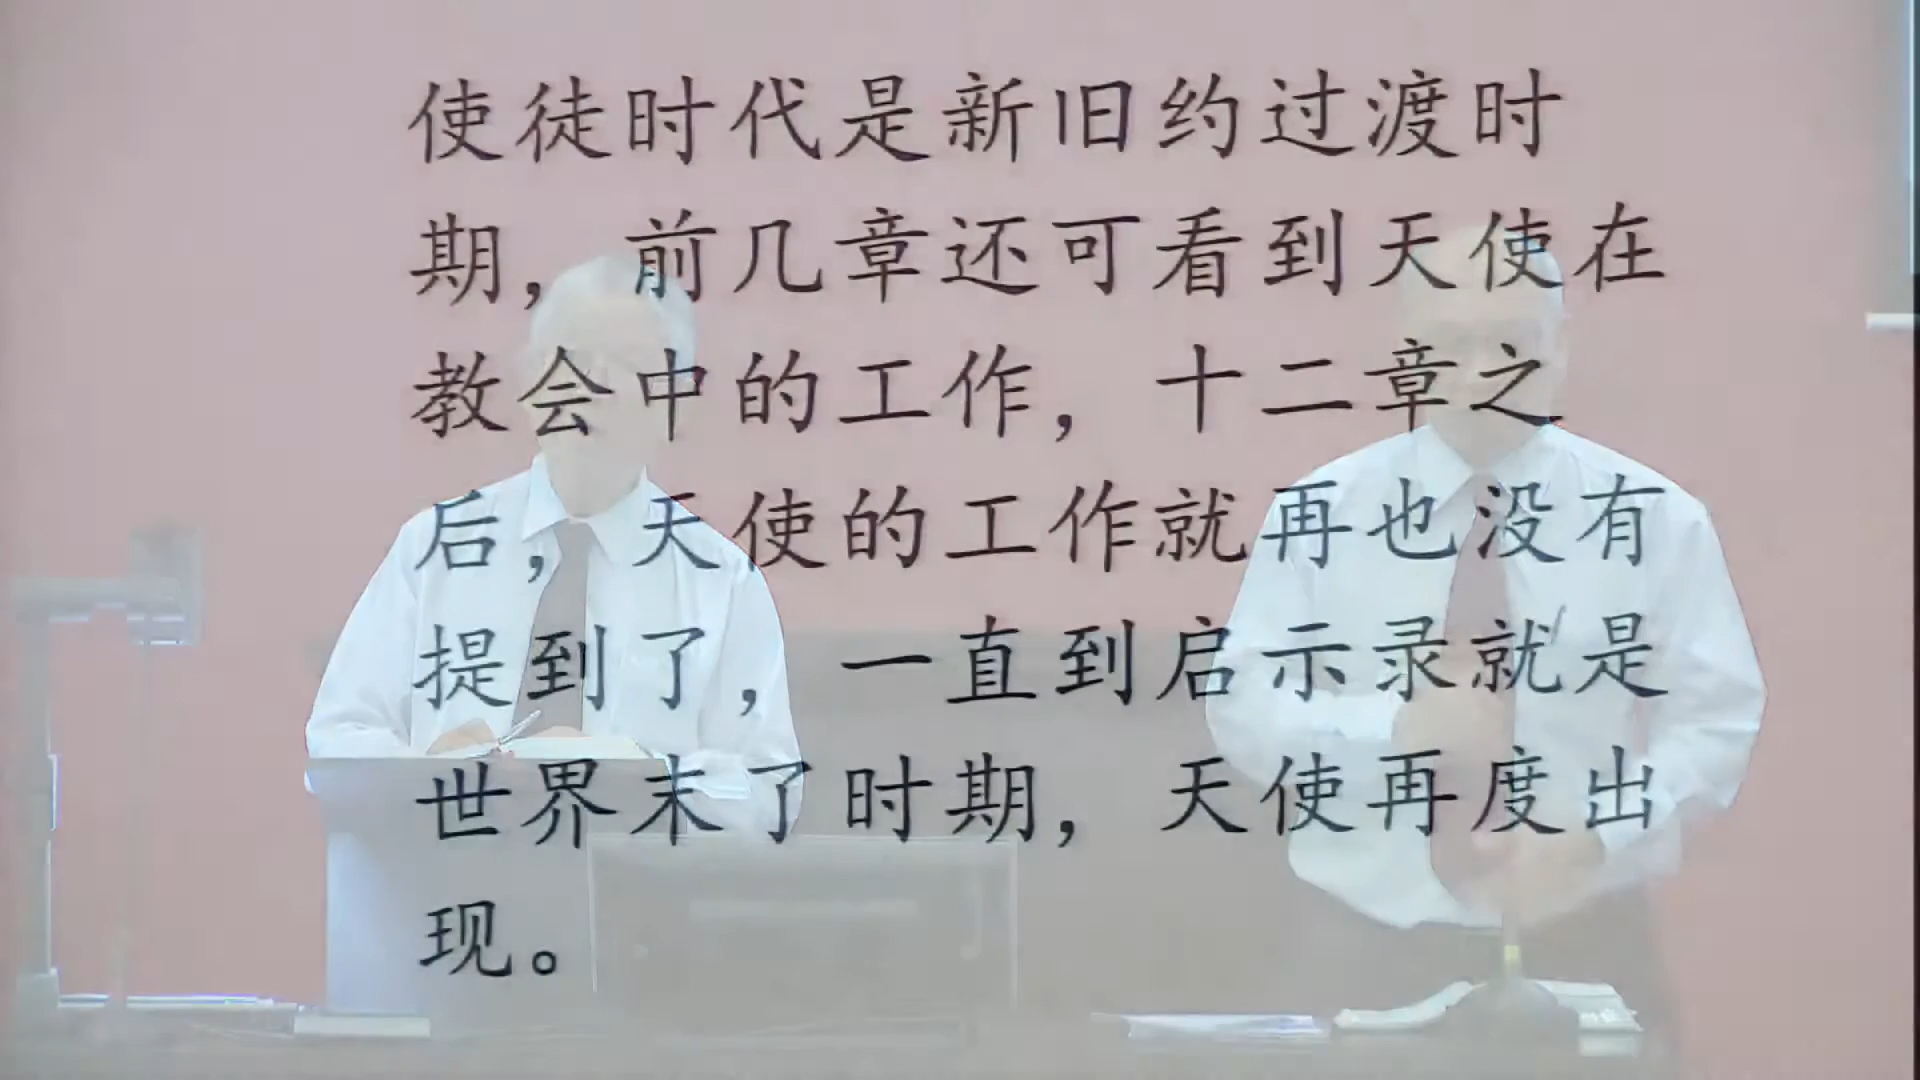 使徒时代是新旧约过渡时
期，前几章还可看到天使在
教会中的工作，十二章之
后，天使的工作就再也没有
提到了，一直到启示录就是
世界末了时期，天使再度出
现。